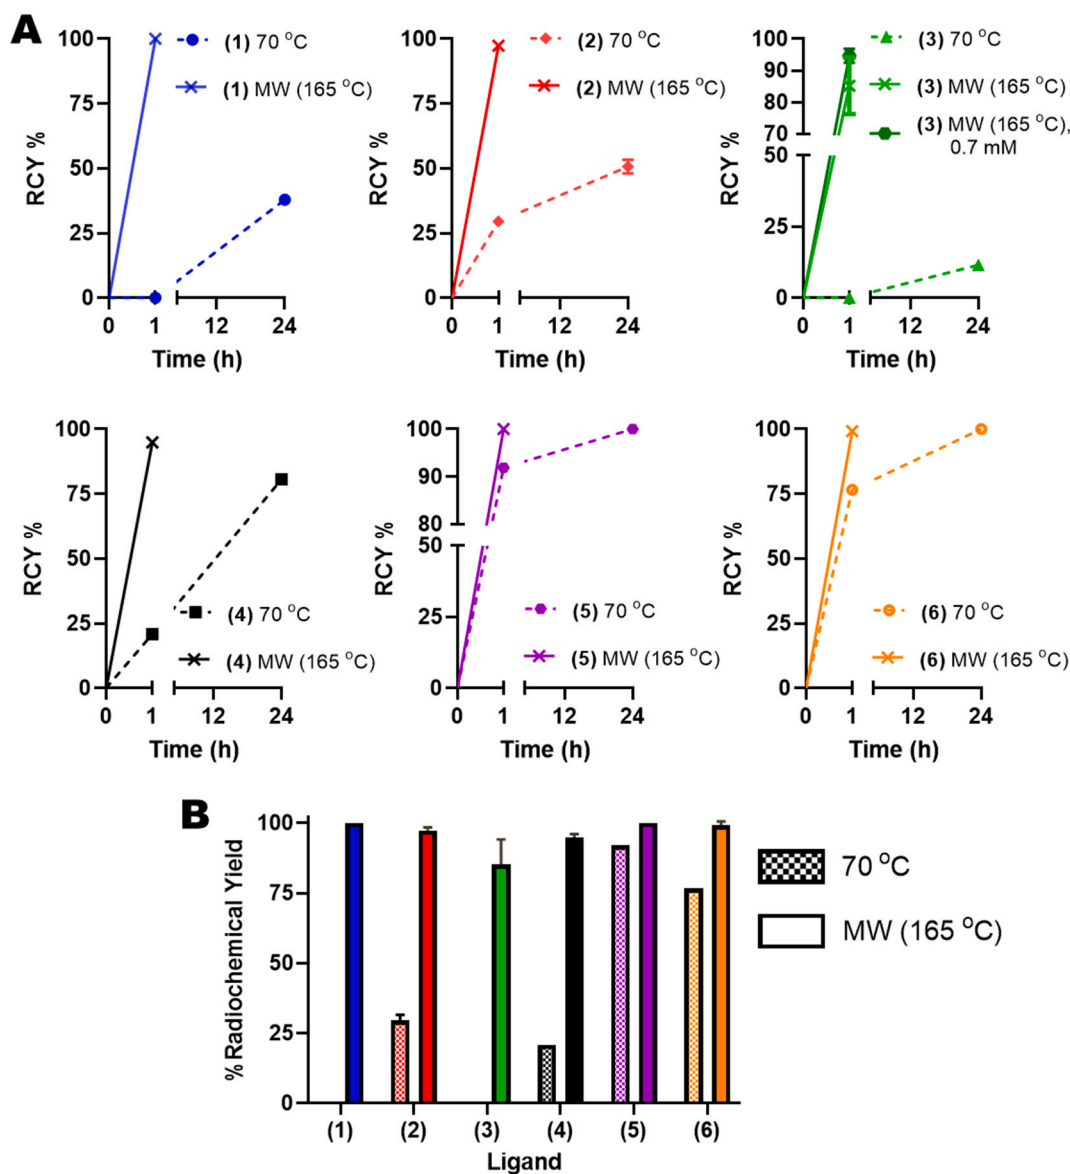 A
100
75
50
25
0
RCY %
0 1 12 24
Time (h)
(1) 70 °C
(1) MW (165 °C)
100
75
50
25
0
RCY %
0 1 12 24
Time (h)
(2) 70 °C
(2) MW (165 °C)
100
90
80
70
50
25
0
RCY %
0 1 12 24
Time (h)
(3) 70 °C
(3) MW (165 °C)
(3) MW (165 °C),
0.7 mM
100
75
50
25
0
RCY %
0 1 12 24
Time (h)
(4) 70 °C
(4) MW (165 °C)
100
90
80
50
25
0
RCY %
0 1 12 24
Time (h)
(5) 70 °C
(5) MW (165 °C)
100
75
50
25
0
RCY %
0 1 12 24
Time (h)
(6) 70 °C
(6) MW (165 °C)
B
100
75
50
25
0
% Radiochemical Yield
(1) (2) (3) (4) (5) (6)
Ligand
70 °C
MW (165 °C)